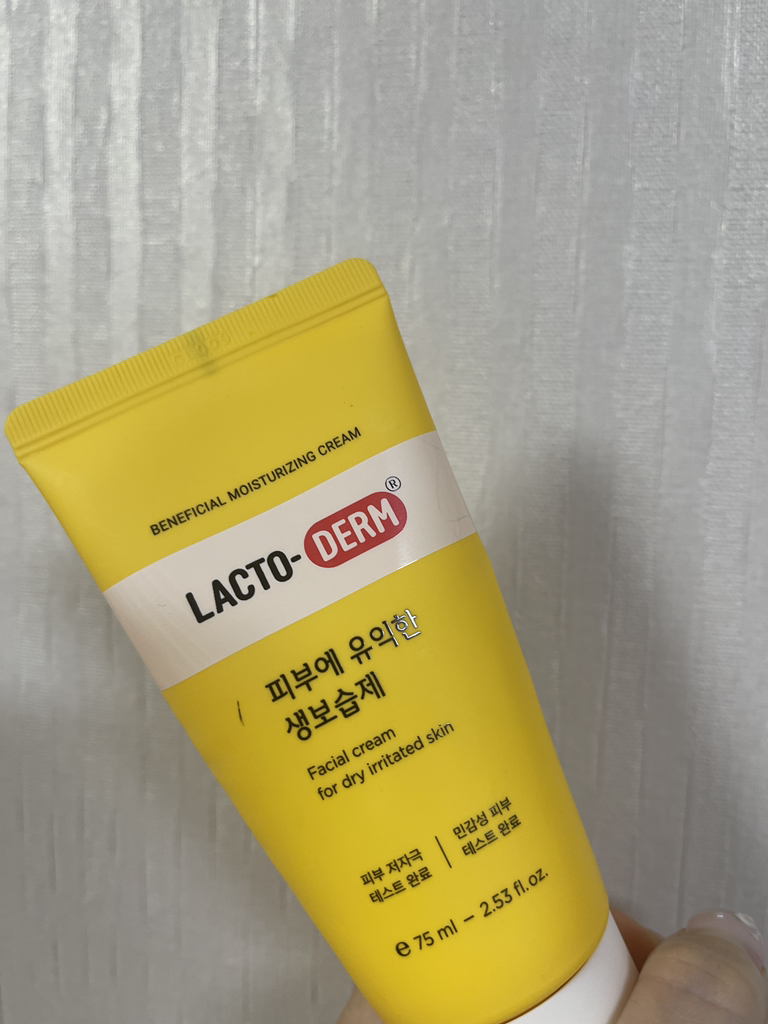 BENEFICIAL MOISTURIZING CREAM
LACTO-DERM®
피부에 유익한
생보습제
Facial cream
for dry irritated skin
피부 저자극
테스트 완료
민감성 피부
테스트 완료
e 75 ml – 2.53 fl. oz.